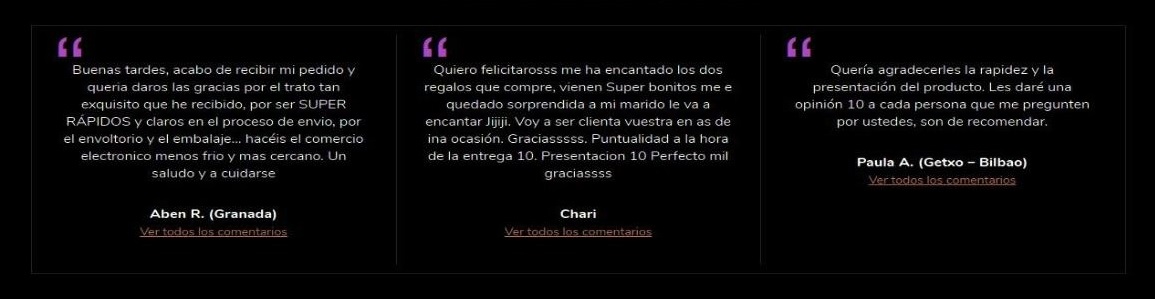 Buenas tardes, acabo de recibir mi pedido y
queria daros las gracias por el trato tan
exquisito que he recibido, por ser SUPER
RÁPIDOS y claros en el proceso de envio, por
el envoltorio y el embalaje... hacéis el comercio
electronico menos frio y mas cercano. Un
saludo y a cuidarse
Aben R. (Granada)
Ver todos los comentarios
Quiero felicitarosss me ha encantado los dos
regalos que compre, vienen Super bonitos me e
quedado sorprendida a mi marido le va a
encantar Jijiji. Voy a ser clienta vuestra en as de
ina ocasión. Graciasssss. Puntualidad a la hora
de la entrega 10. Presentacion 10 Perfecto mil
graciassss
Chari
Ver todos los comentarios
Quería agradecerles la rapidez y la
presentación del producto. Les daré una
opinión 10 a cada persona que me pregunten
por ustedes, son de recomendar.
Paula A. (Getxo – Bilbao)
Ver todos los comentarios